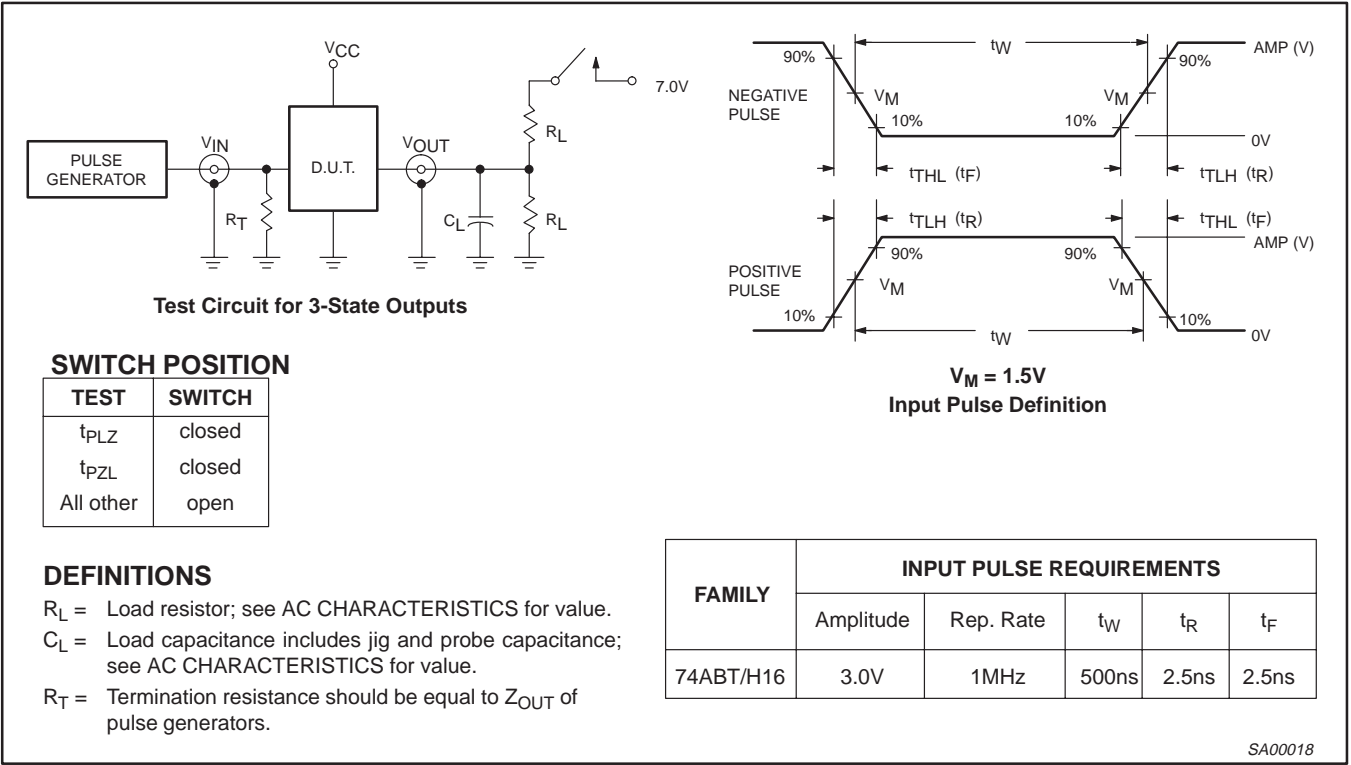 VCC
7.0V
RL
PULSE
GENERATOR
VIN
D.U.T.
VOUT
RT
CL
RL
Test Circuit for 3-State Outputs
90%
tW
90%
AMP (V)
NEGATIVE
PULSE
VM
VM
10%
10%
0V
tTHL (tF)
tTLH (tR)
tTLH (tR)
tTHL (tF)
AMP (V)
90%
90%
POSITIVE
PULSE
VM
VM
10%
10%
tW
0V
VM = 1.5V
Input Pulse Definition
SWITCH POSITION
TEST SWITCH
tPLZ closed
tPZL closed
All other open
DEFINITIONS
RL = Load resistor; see AC CHARACTERISTICS for value.
CL = Load capacitance includes jig and probe capacitance;
see AC CHARACTERISTICS for value.
RT = Termination resistance should be equal to ZOUT of
pulse generators.
FAMILY INPUT PULSE REQUIREMENTS
Amplitude Rep. Rate tW tR tF
74ABT/H16 3.0V 1MHz 500ns 2.5ns 2.5ns
SA00018